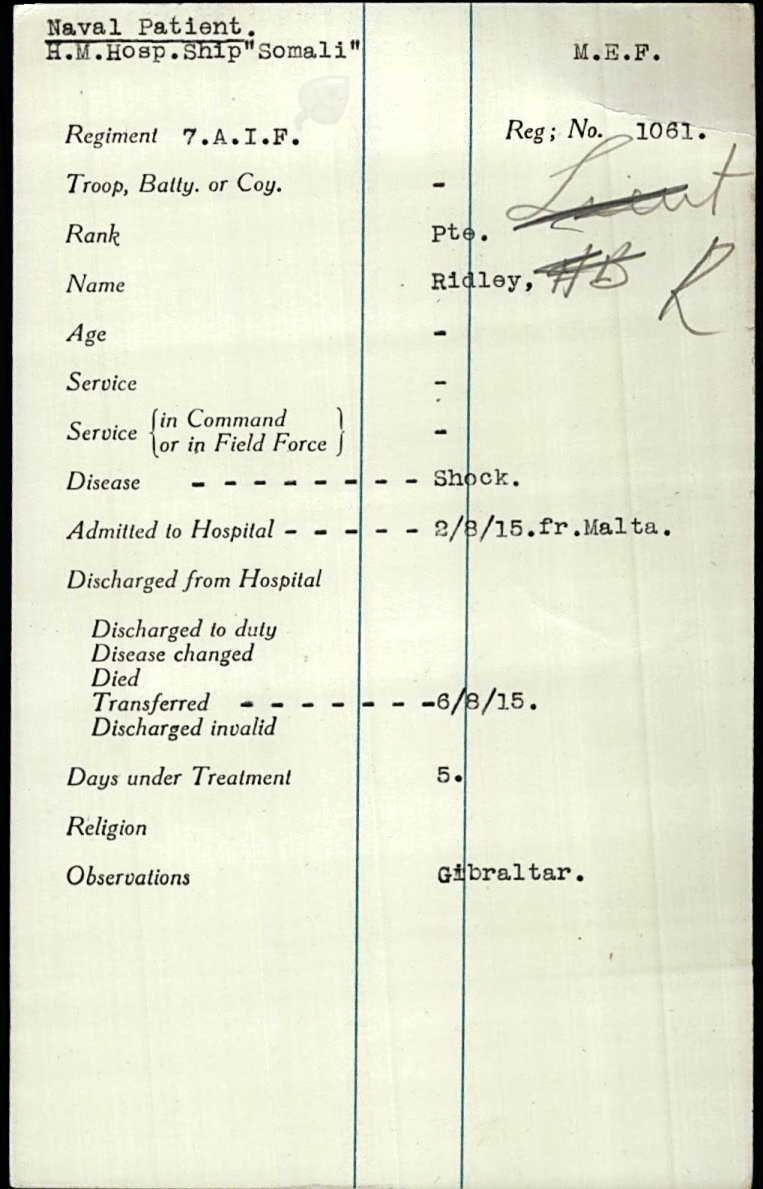 Naval Patient.
H.M.Hosp.Ship"Somali" M.E.F.
Regiment 7.A.I.F. Reg; No. 1061.
Troop, Batty. or Coy. - Lieut
Rank Pte.
Name Ridley, HB R
Age -
Service -
Service {in Command
or in Field Force} -
Disease - - - - - - - - Shock.
Admitted to Hospital - - - - - 2/8/15.fr.Malta.
Discharged from Hospital
Discharged to duty
Disease changed
Died
Transferred - - - - - - -6/8/15.
Discharged invalid
Days under Treatment 5.
Religion
Observations Gibraltar.